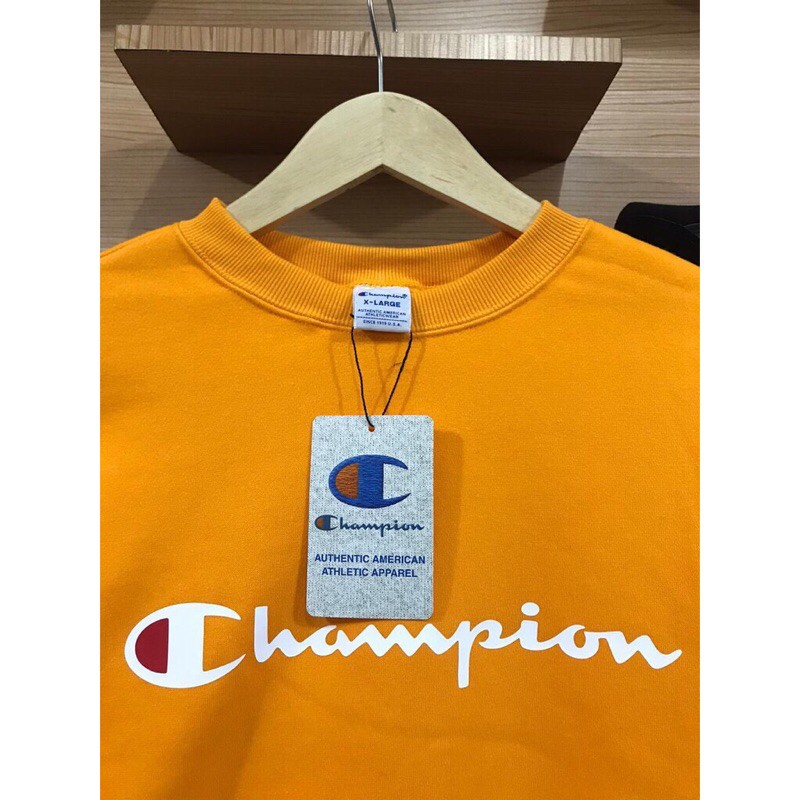 Champion
X-LARGE
AUTHENTIC AMERICAN
ATHLETICWEAR
SINCE 1919 U.S.A.
Champion
AUTHENTIC AMERICAN
ATHLETIC APPAREL
Champion